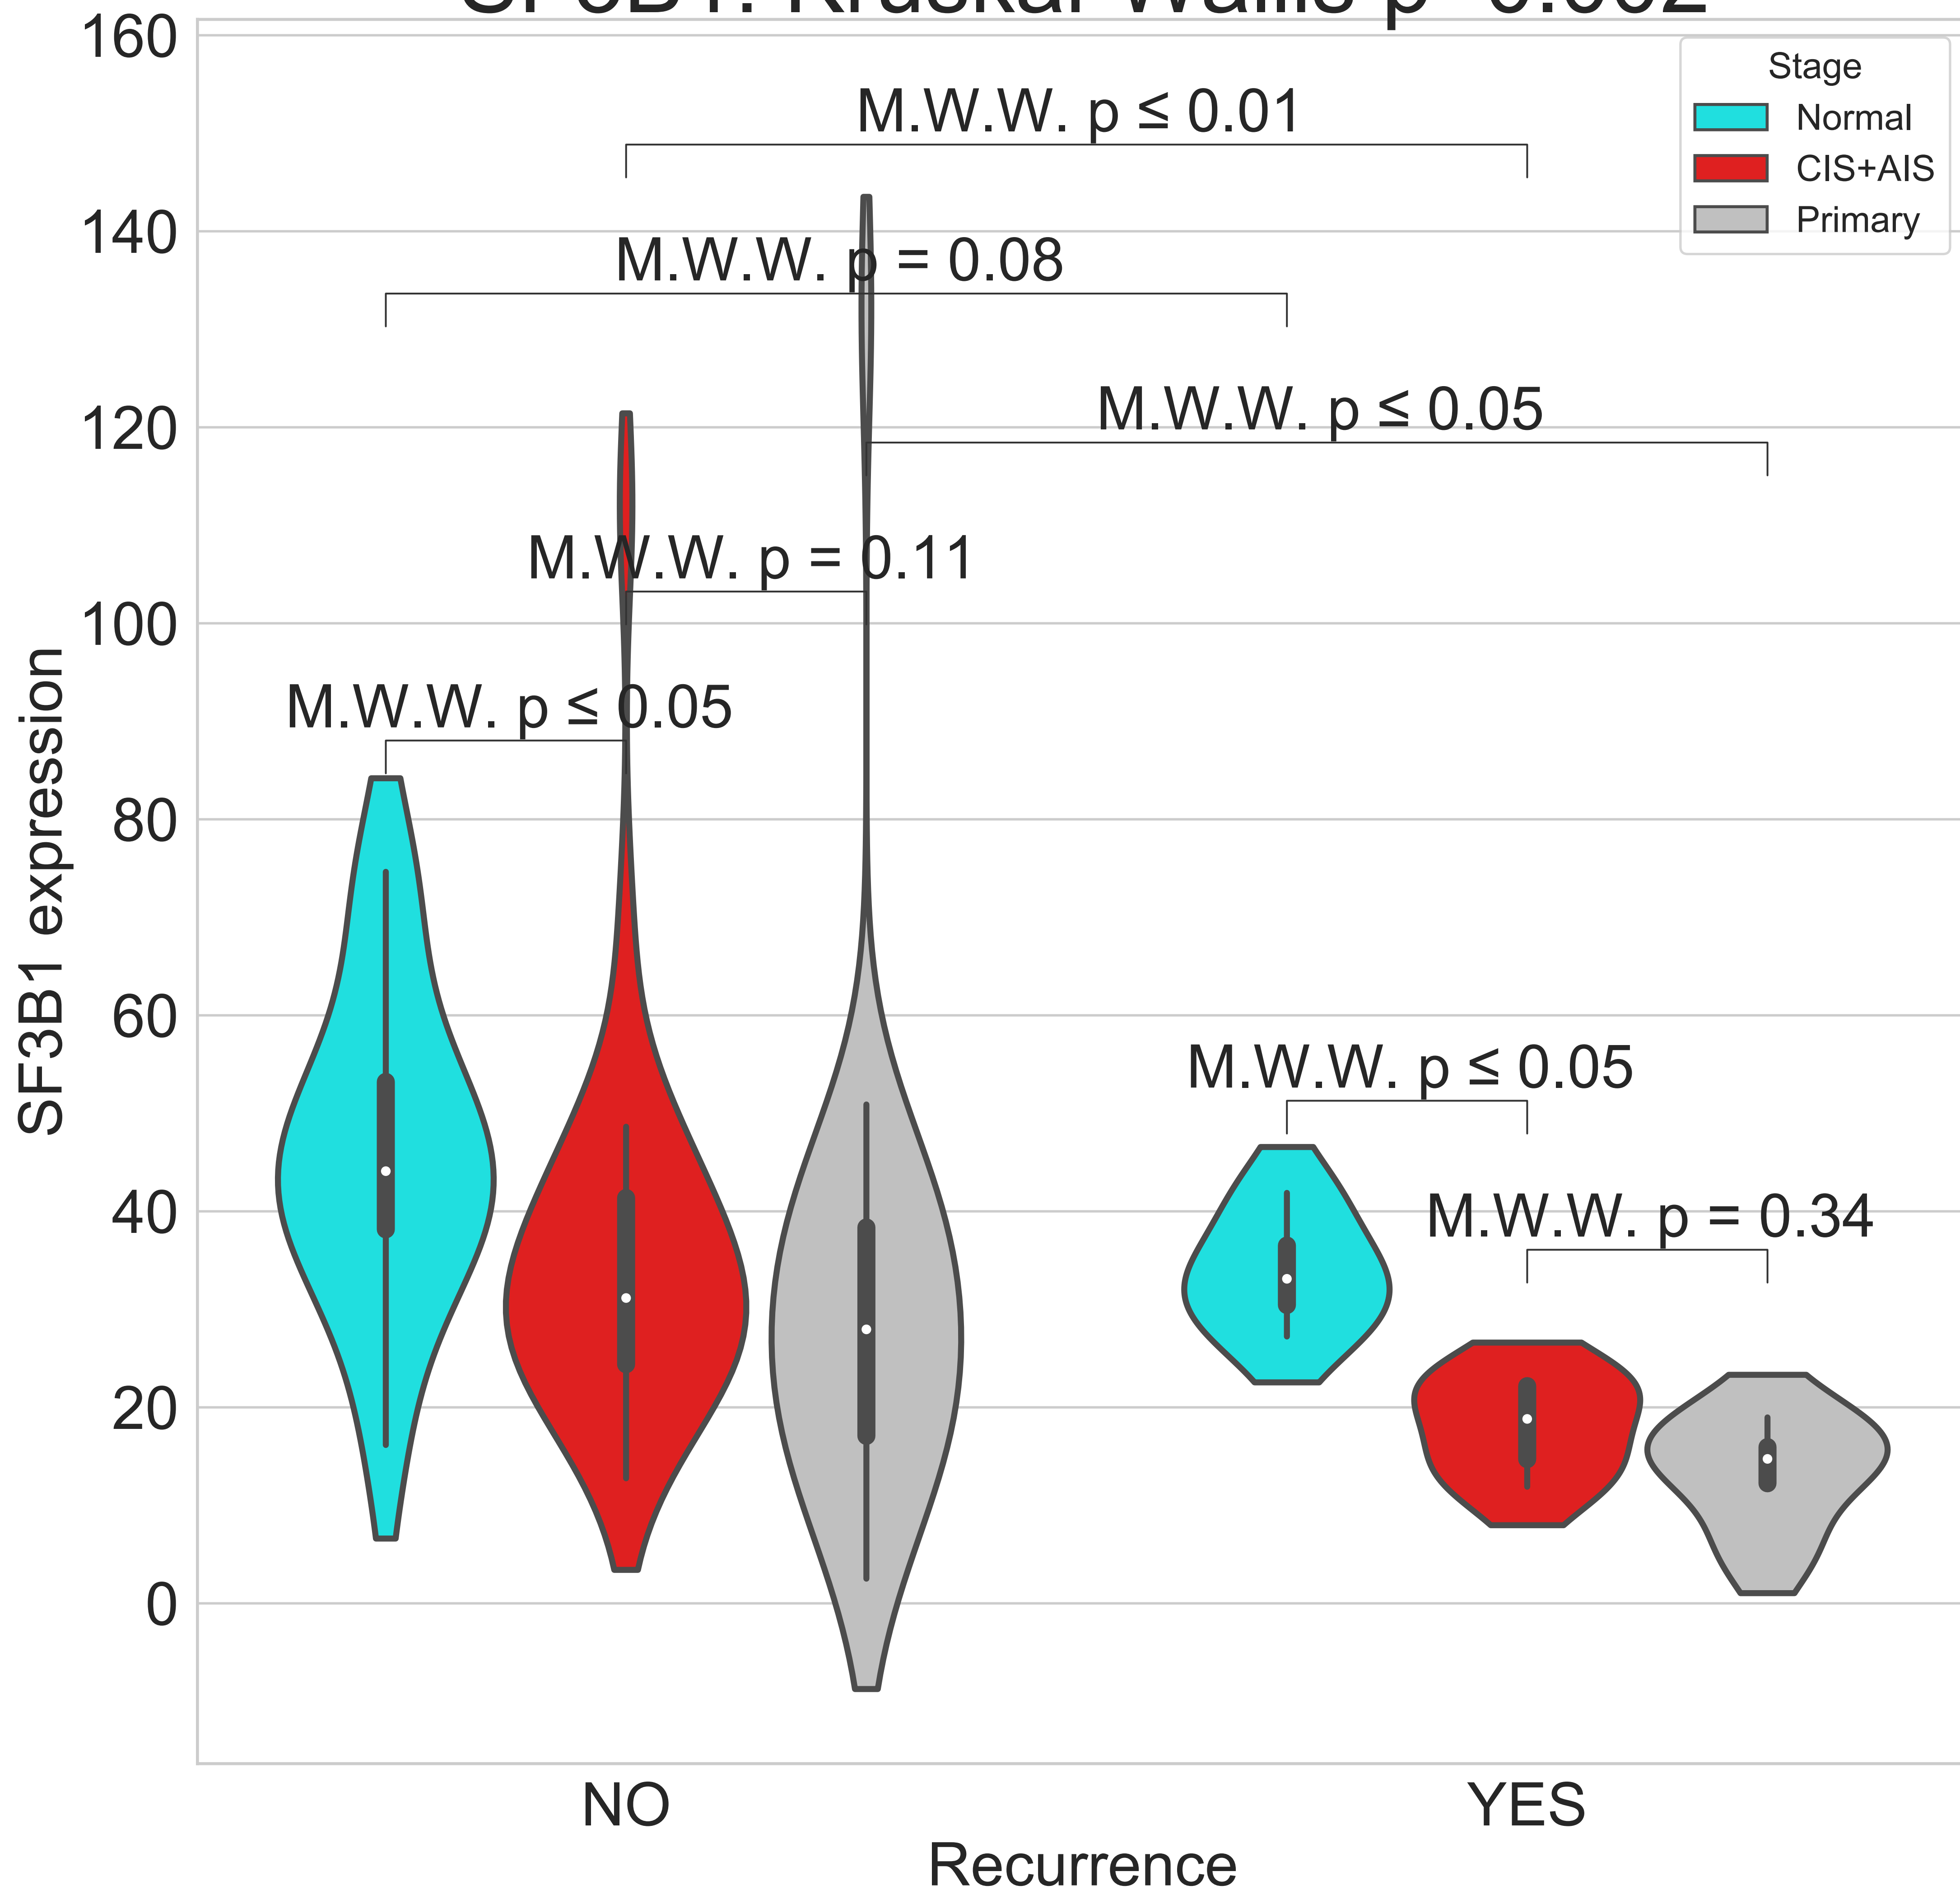 160
Stage
Normal
CIS+AIS
Primary
M.W.W. p ≤ 0.01
140
M.W.W. p = 0.08
120
M.W.W. p ≤ 0.05
M.W.W. p = 0.11
100
M.W.W. p ≤ 0.05
80
SF3B1 expression
60
M.W.W. p ≤ 0.05
40
M.W.W. p = 0.34
20
0
NO
YES
Recurrence